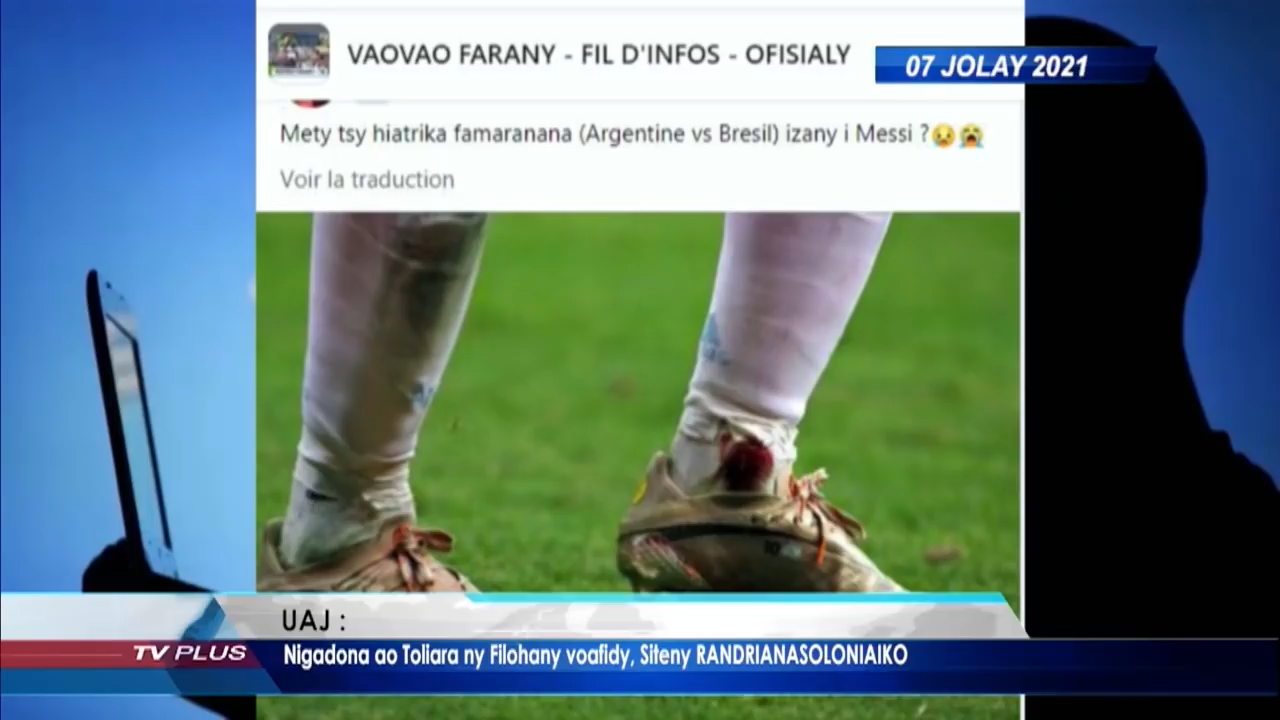 VAOVAO FARANY - FIL D'INFOS - OFISIALY
07 JOLAY 2021
Mety tsy hiatrika famaranana (Argentine vs Bresil) izany i Messi ?😢😭
Voir la traduction
UAJ :
TV PLUS
Nigadona ao Toliara ny Filohany voafidy, Siteny RANDRIANASOLONIAIKO